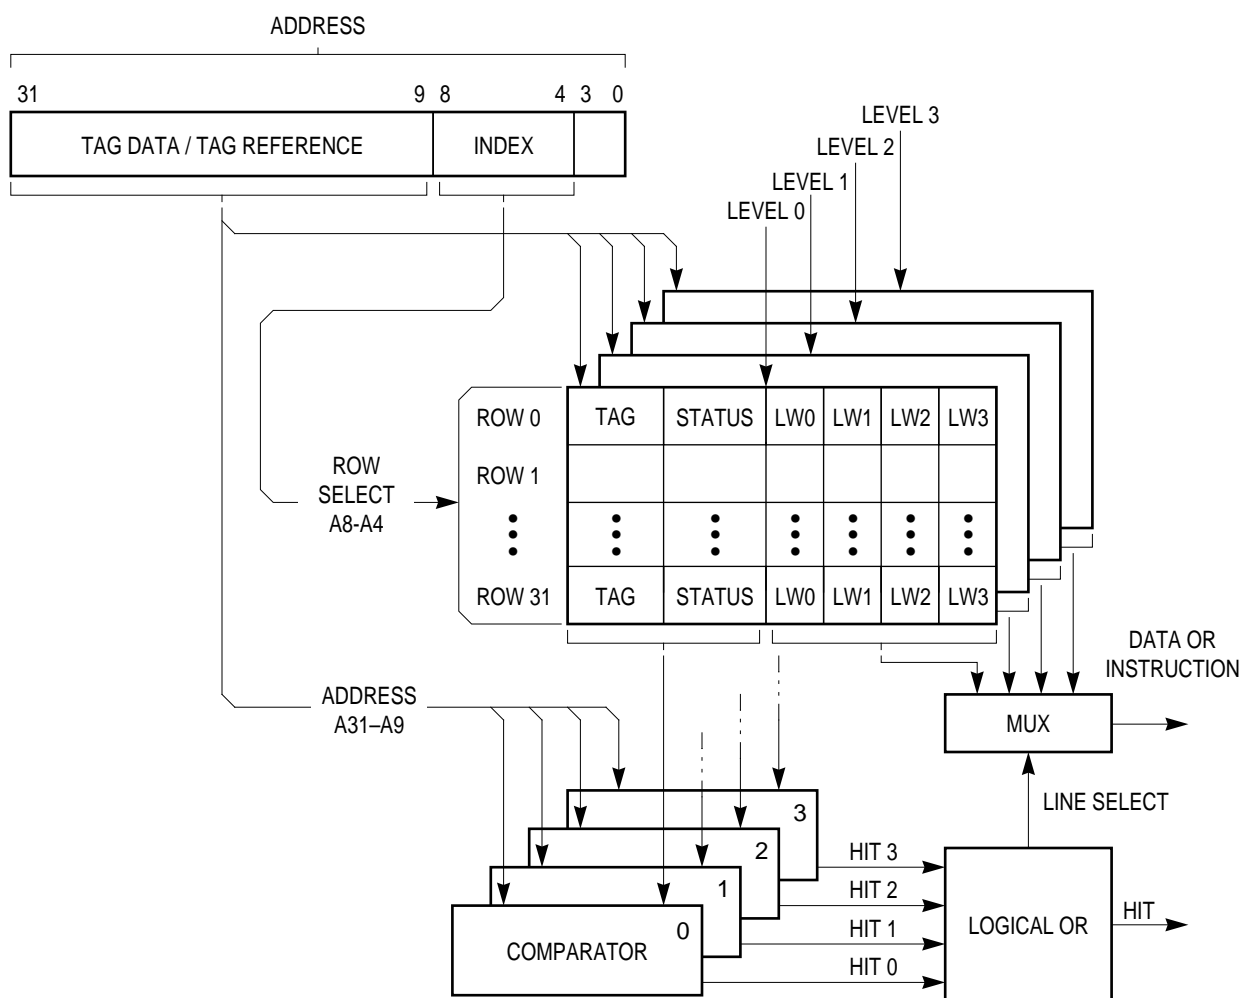 ADDRESS
31 9 8 4 3 0
TAG DATA / TAG REFERENCE INDEX
LEVEL 3
LEVEL 2
LEVEL 1
LEVEL 0
ROW 0 TAG STATUS LW0 LW1 LW2 LW3
ROW 1
ROW
SELECT
A8-A4
ROW 31 TAG STATUS LW0 LW1 LW2 LW3
DATA OR
INSTRUCTION
ADDRESS
A31–A9
MUX
LINE SELECT
3
2
1
0
COMPARATOR
HIT 3
HIT 2
HIT 1
HIT 0
LOGICAL OR
HIT